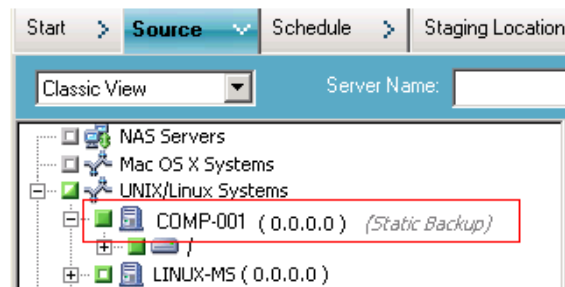 Start > Source Schedule > Staging Location
Classic View Server Name:
NAS Servers
Mac OS X Systems
UNIX/Linux Systems
COMP-001 ( 0.0.0.0 ) (Static Backup)
/
LINUX-MS ( 0.0.0.0 )